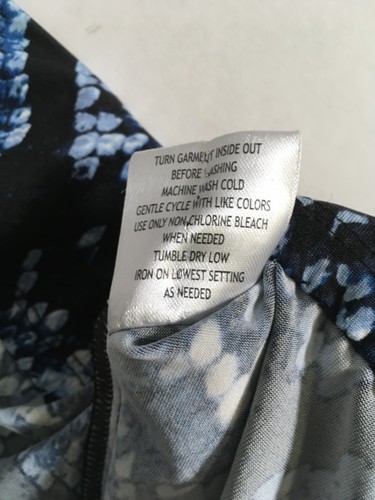 TURN GARMENT INSIDE OUT
BEFORE WASHING
MACHINE WASH COLD
GENTLE CYCLE WITH LIKE COLORS
USE ONLY NON CHLORINE BLEACH
WHEN NEEDED
TUMBLE DRY LOW
IRON ON LOWEST SETTING
AS NEEDED